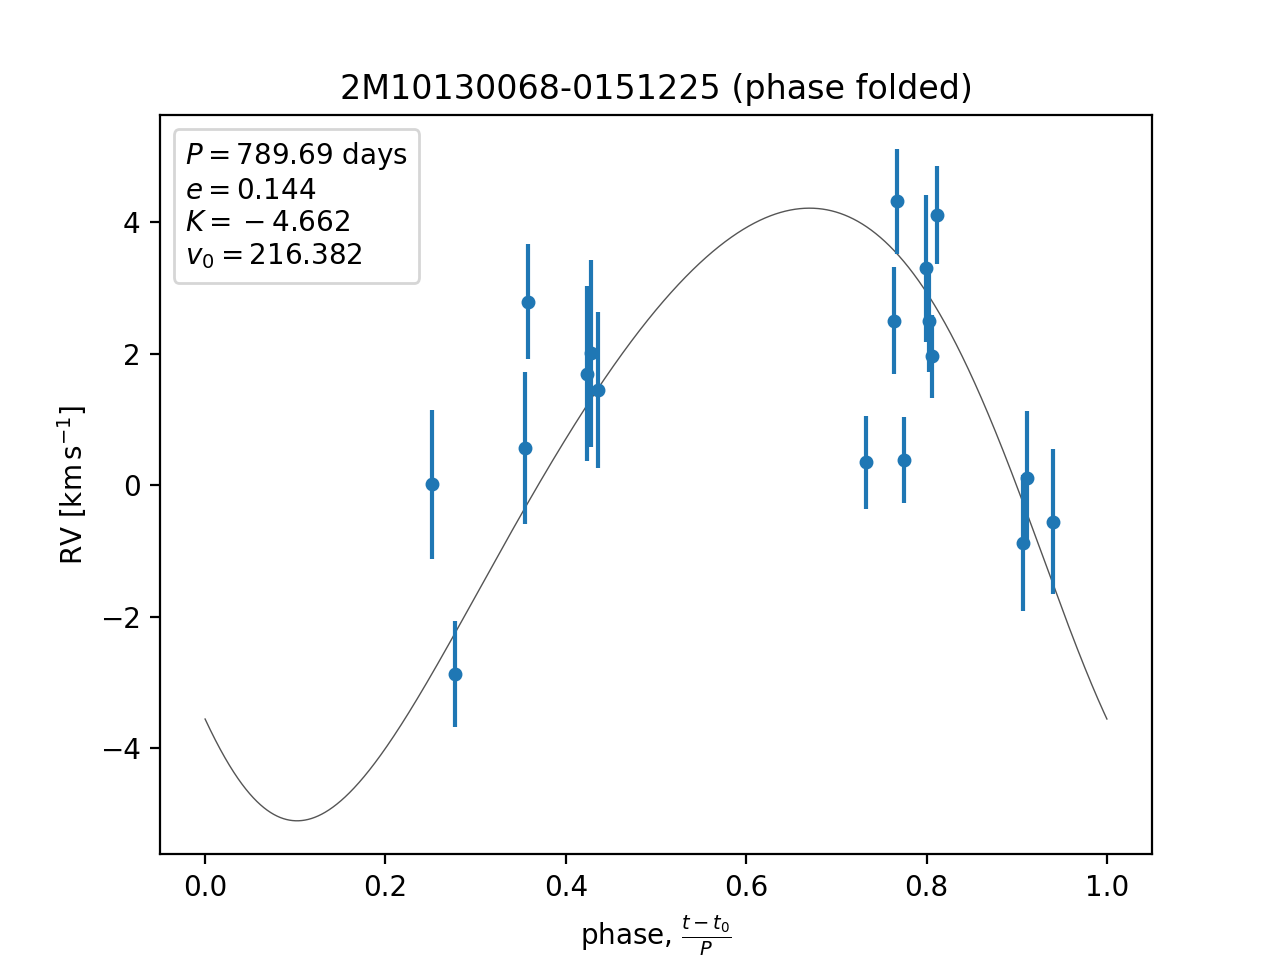 2M10130068-0151225 (phase folded)
P = 789.69 days
e = 0.144
K = −4.662
v₀ = 216.382
RV [km s⁻¹]
4
2
0
−2
−4
0.0 0.2 0.4 0.6 0.8 1.0
phase, (t − t₀)/P